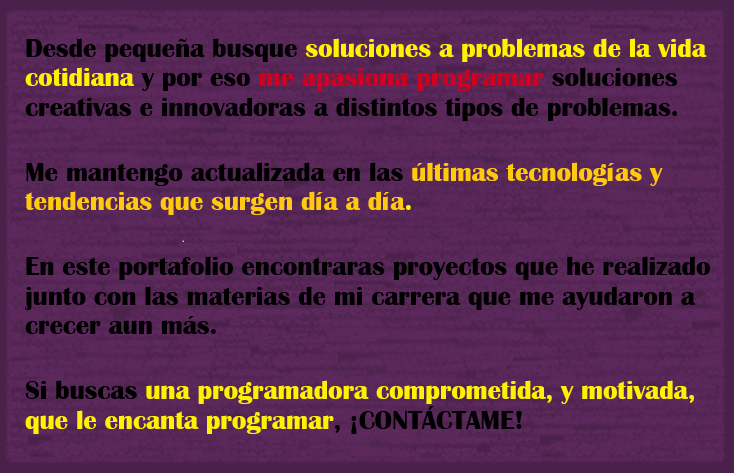 Desde pequeña busque soluciones a problemas de la vida
cotidiana y por eso me apasiona programar soluciones
creativas e innovadoras a distintos tipos de problemas.
Me mantengo actualizada en las últimas tecnologías y
tendencias que surgen día a día.
En este portafolio encontraras proyectos que he realizado
junto con las materias de mi carrera que me ayudaron a
crecer aun más.
Si buscas una programadora comprometida, y motivada,
que le encanta programar, ¡CONTÁCTAME!